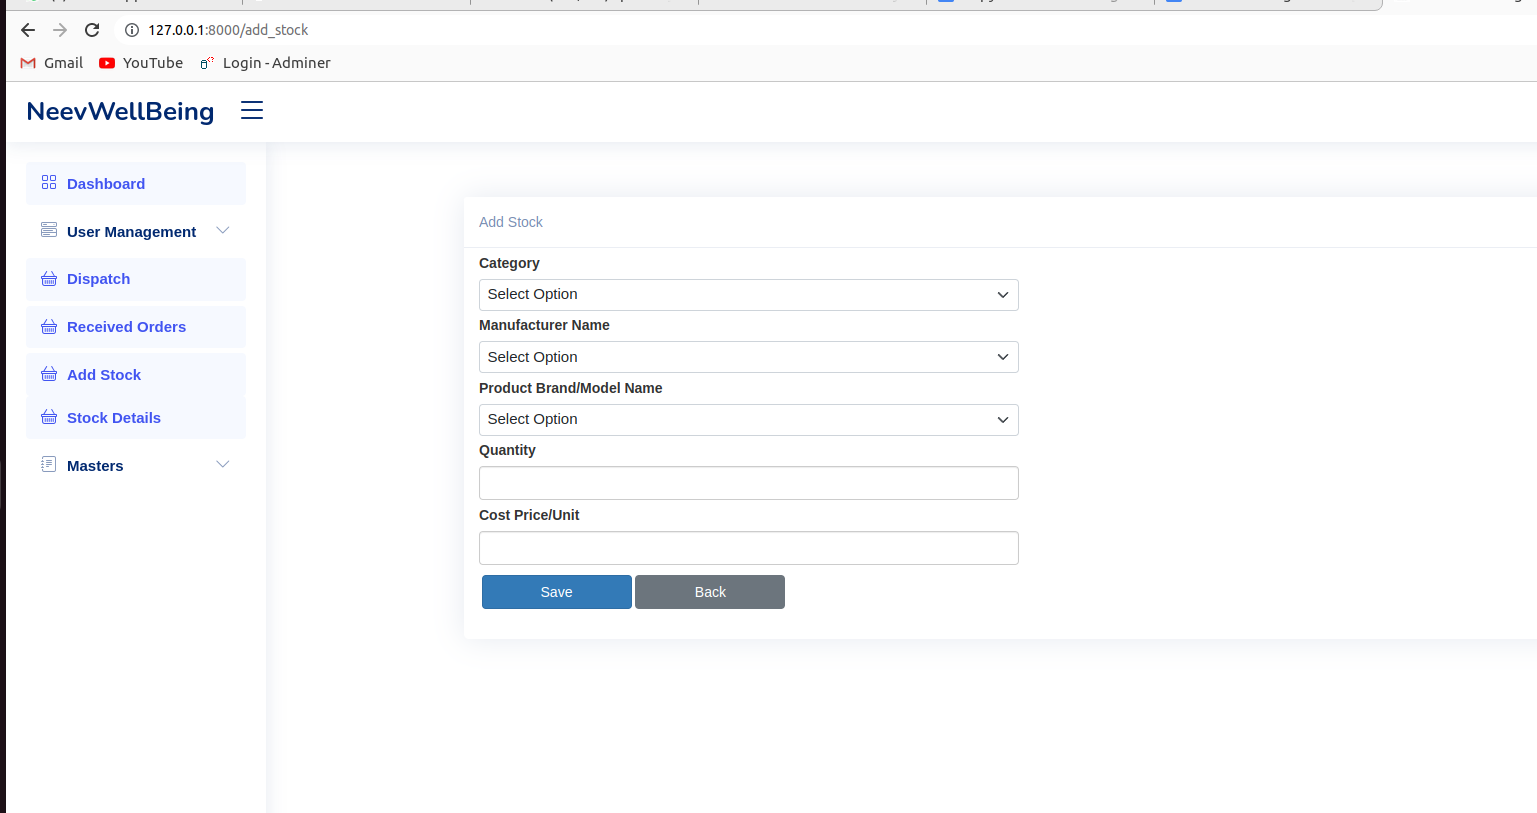 127.0.0.1:8000/add_stock
Gmail YouTube Login - Adminer
NeevWellBeing
Dashboard
User Management
Dispatch
Received Orders
Add Stock
Stock Details
Masters
Add Stock
Category
Select Option
Manufacturer Name
Select Option
Product Brand/Model Name
Select Option
Quantity
Cost Price/Unit
Save Back